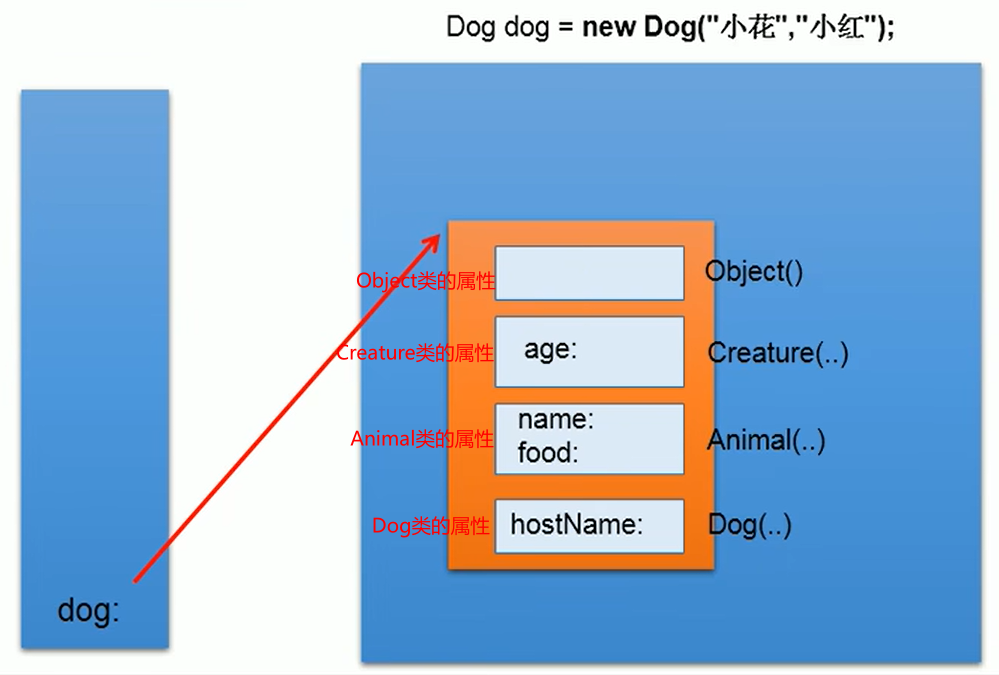 Dog dog = new Dog("小花","小红");
Object类的属性
Object()
Creature类的属性
age:
Creature(..)
Animal类的属性
name:
food:
Animal(..)
Dog类的属性
hostName:
Dog(..)
dog: